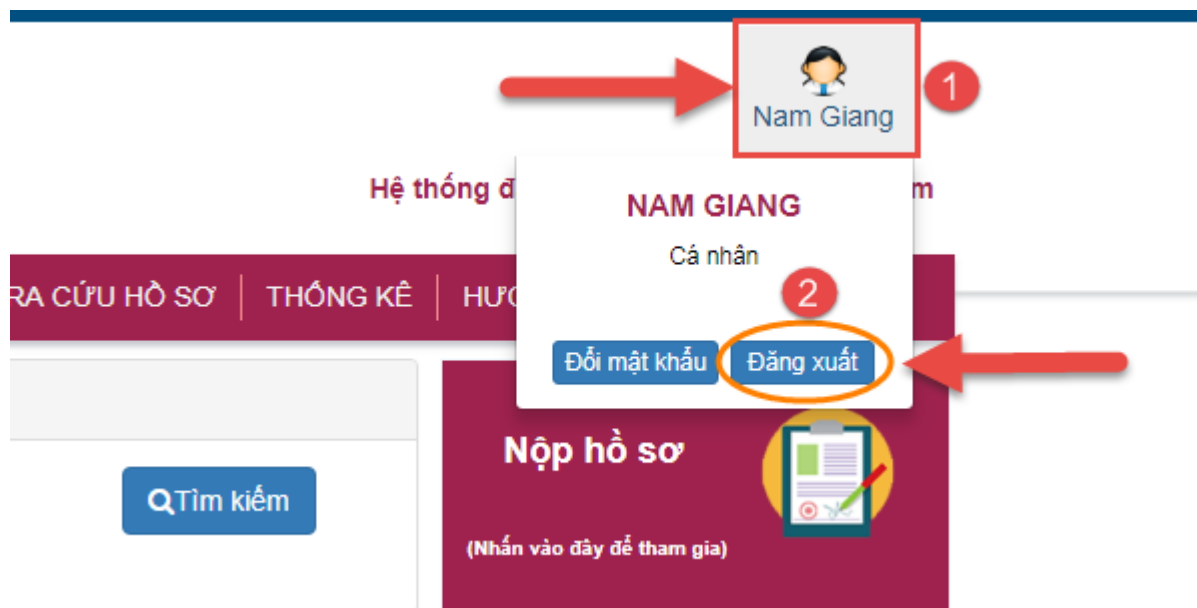 1
Nam Giang
Hệ thống đ
m
NAM GIANG
Cá nhân
RA CỨU HỒ SƠ
THỐNG KÊ
HƯỚ
2
Đổi mật khẩu
Đăng xuất
Nộp hồ sơ
Tìm kiếm
(Nhấn vào đây để tham gia)